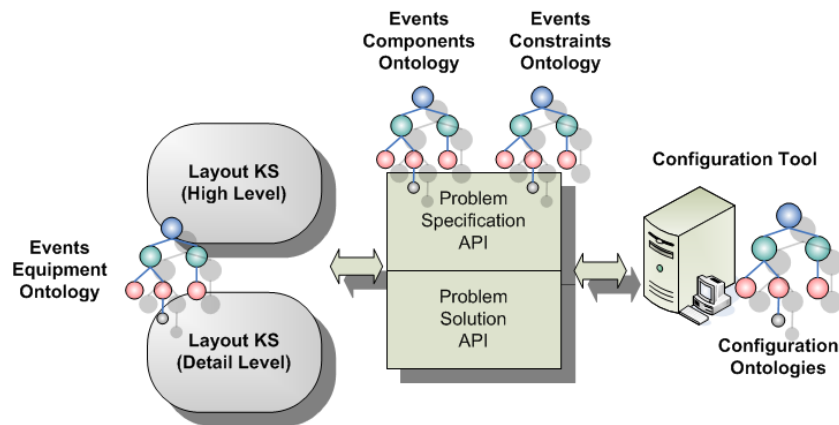 Events
Components
Ontology
Events
Constraints
Ontology
Layout KS
(High Level)
Events
Equipment
Ontology
Layout KS
(Detail Level)
Problem
Specification
API
Problem
Solution
API
Configuration Tool
Configuration
Ontologies